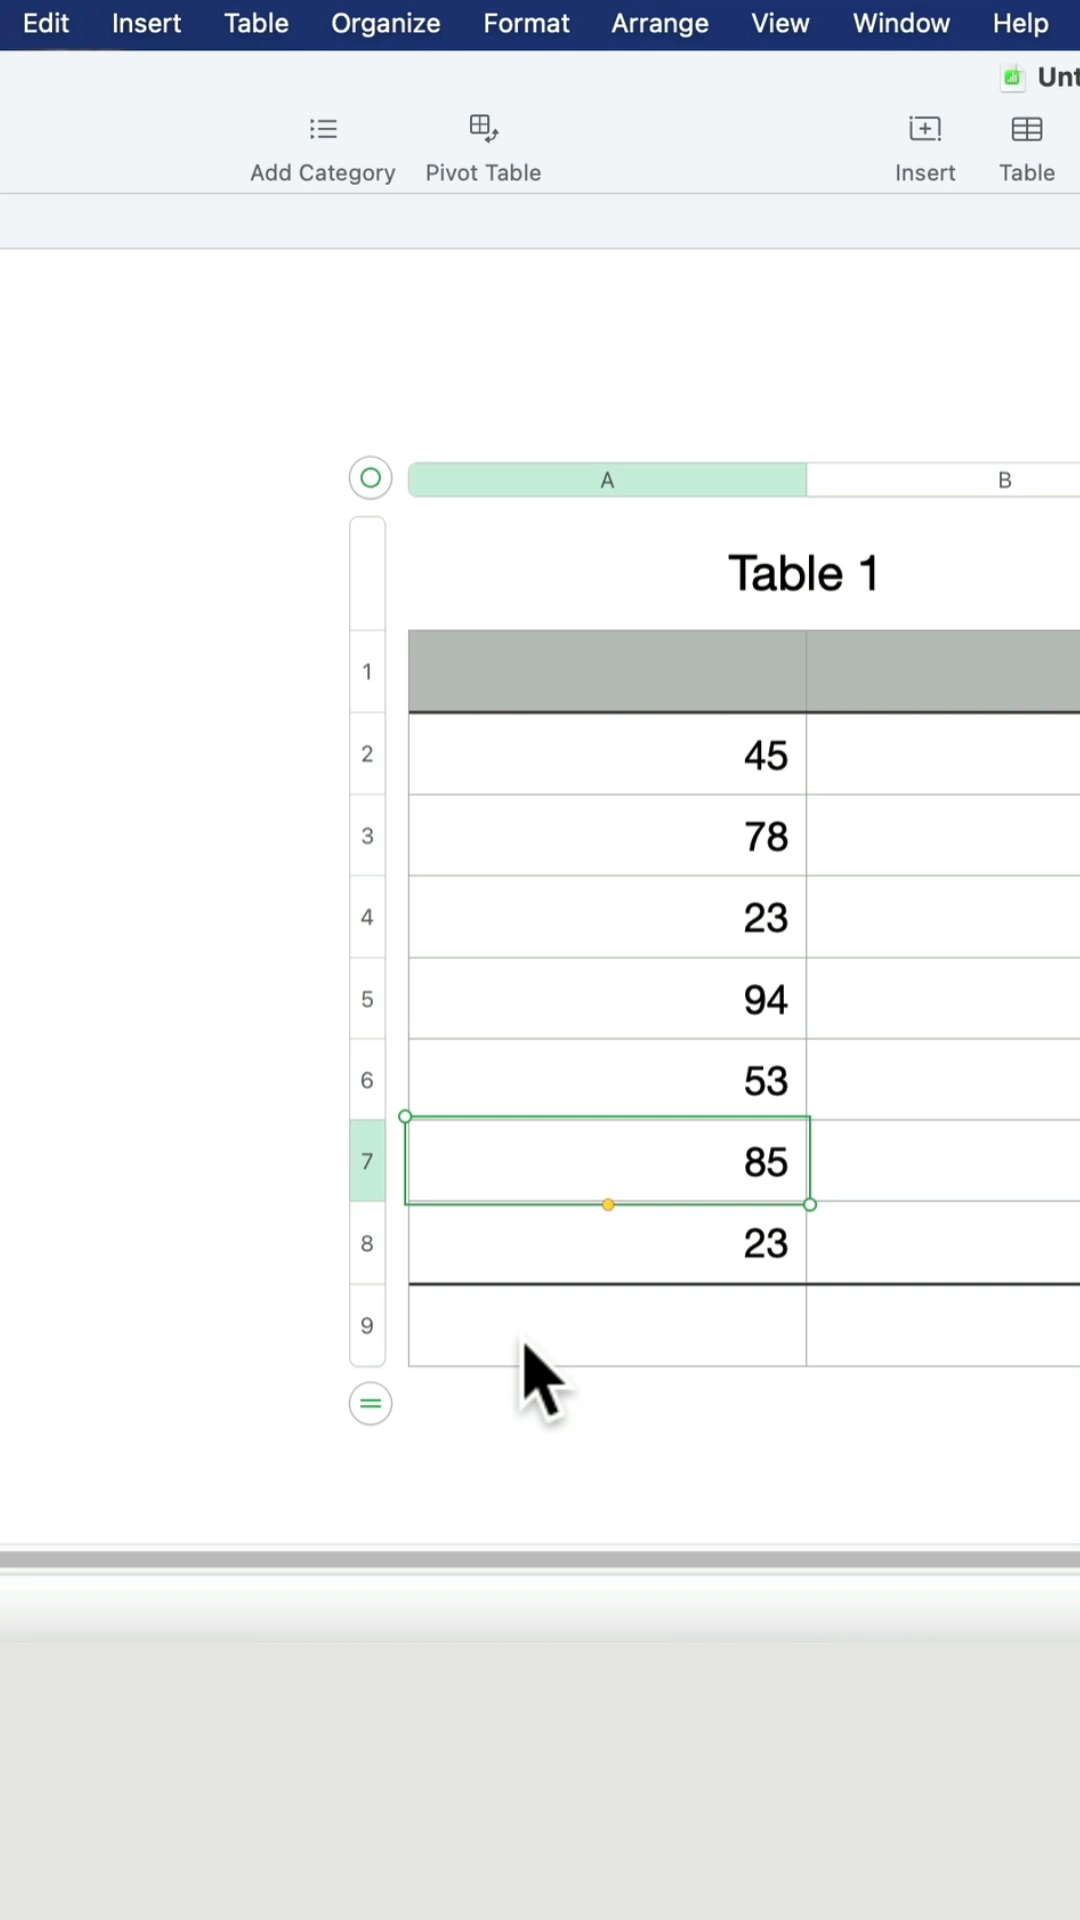 Edit Insert Table Organize Format Arrange View Window Help
Add Category Pivot Table Insert Table
A B
Table 1
1
2 45
3 78
4 23
5 94
6 53
7 85
8 23
9